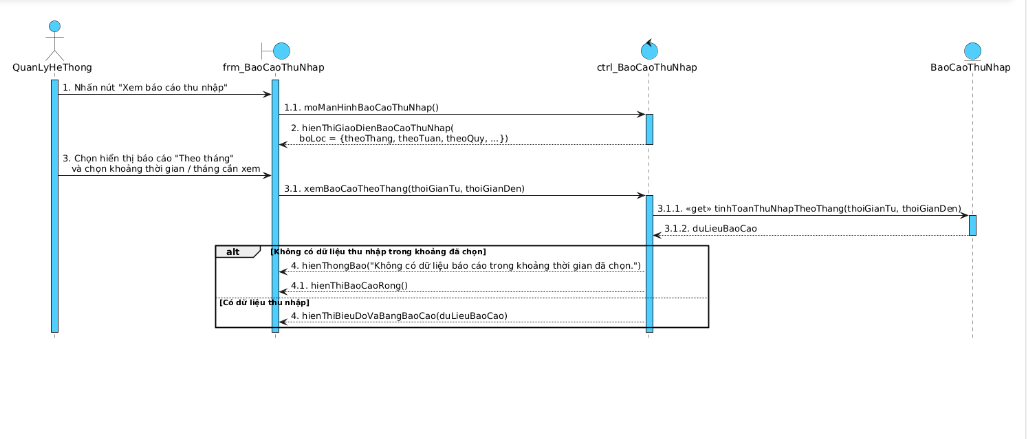 QuanLyHeThong
frm_BaoCaoThuNhap
ctrl_BaoCaoThuNhap
BaoCaoThuNhap
1. Nhấn nút "Xem báo cáo thu nhập"
1.1. moManHinhBaoCaoThuNhap()
2. hienThiGiaoDienBaoCaoThuNhap(
boLoc = {theoThang, theoTuan, theoQuy, ...})
3. Chọn hiển thị báo cáo "Theo tháng"
và chọn khoảng thời gian / tháng cần xem
3.1. xemBaoCaoTheoThang(thoiGianTu, thoiGianDen)
3.1.1. «get» tinhToanThuNhapTheoThang(thoiGianTu, thoiGianDen)
3.1.2. duLieuBaoCao
alt [Không có dữ liệu thu nhập trong khoảng đã chọn]
4. hienThongBao("Không có dữ liệu báo cáo trong khoảng thời gian đã chọn.")
4.1. hienThiBaoCaoRong()
[Có dữ liệu thu nhập]
4. hienThiBieuDoVaBangBaoCao(duLieuBaoCao)